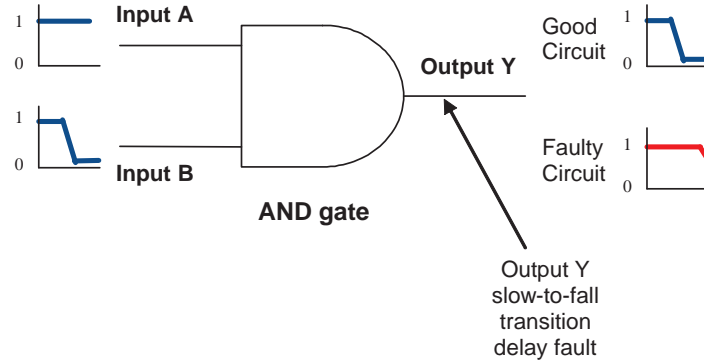 1
0
Input A
1
0
Input B
AND gate
Output Y
Output Y
slow-to-fall
transition
delay fault
Good
Circuit
1
0
Faulty
Circuit
1
0